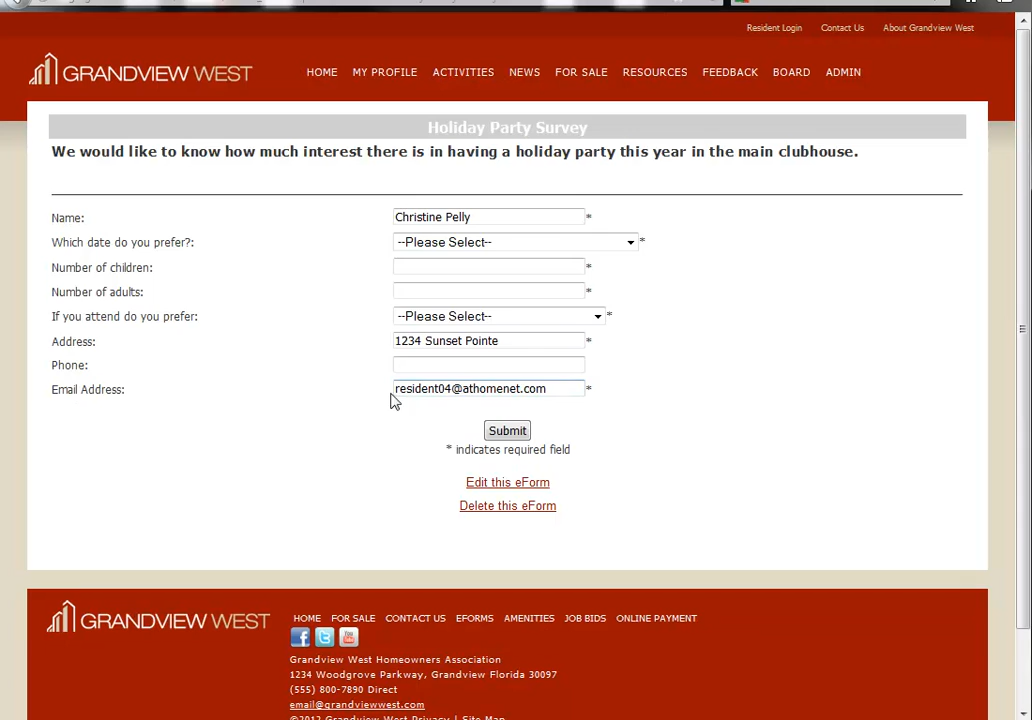 Resident Login Contact Us About Grandview West
GRANDVIEW WEST
HOME MY PROFILE ACTIVITIES NEWS FOR SALE RESOURCES FEEDBACK BOARD ADMIN
Holiday Party Survey
We would like to know how much interest there is in having a holiday party this year in the main clubhouse.
Name: Christine Pelly *
Which date do you prefer?: --Please Select-- *
Number of children: *
Number of adults: *
If you attend do you prefer: --Please Select-- *
Address: 1234 Sunset Pointe *
Phone:
Email Address: resident04@athomenet.com *
Submit
* indicates required field
Edit this eForm
Delete this eForm
GRANDVIEW WEST
HOME FOR SALE CONTACT US EFORMS AMENITIES JOB BIDS ONLINE PAYMENT
Grandview West Homeowners Association
1234 Woodgrove Parkway, Grandview Florida 30097
(555) 800-7890 Direct
email@grandviewwest.com
©2012 Grandview West Privacy | Site Map